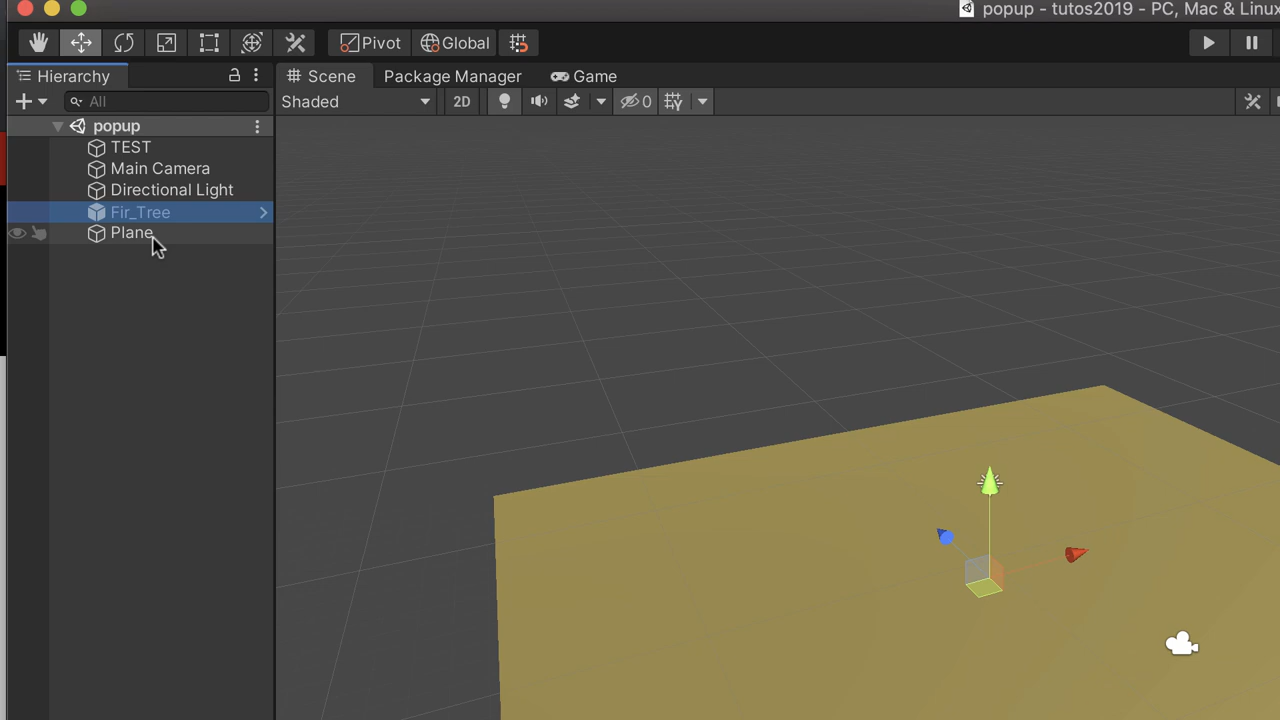 popup - tutos2019 - PC, Mac & Linux
Pivot Global
Hierarchy Scene Package Manager Game
All Shaded 2D 0
popup
TEST
Main Camera
Directional Light
Fir_Tree
Plane